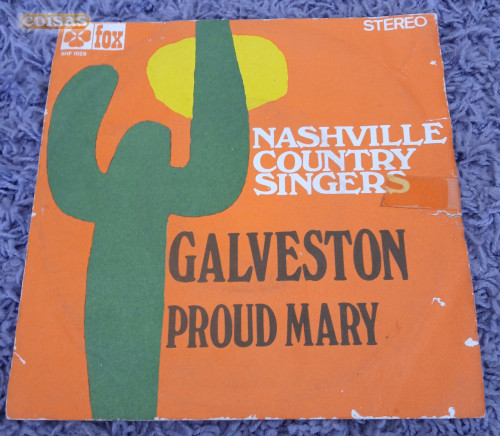 coisas
fox
STEREO
NASHVILLE
COUNTRY
SINGERS
GALVESTON
PROUD MARY